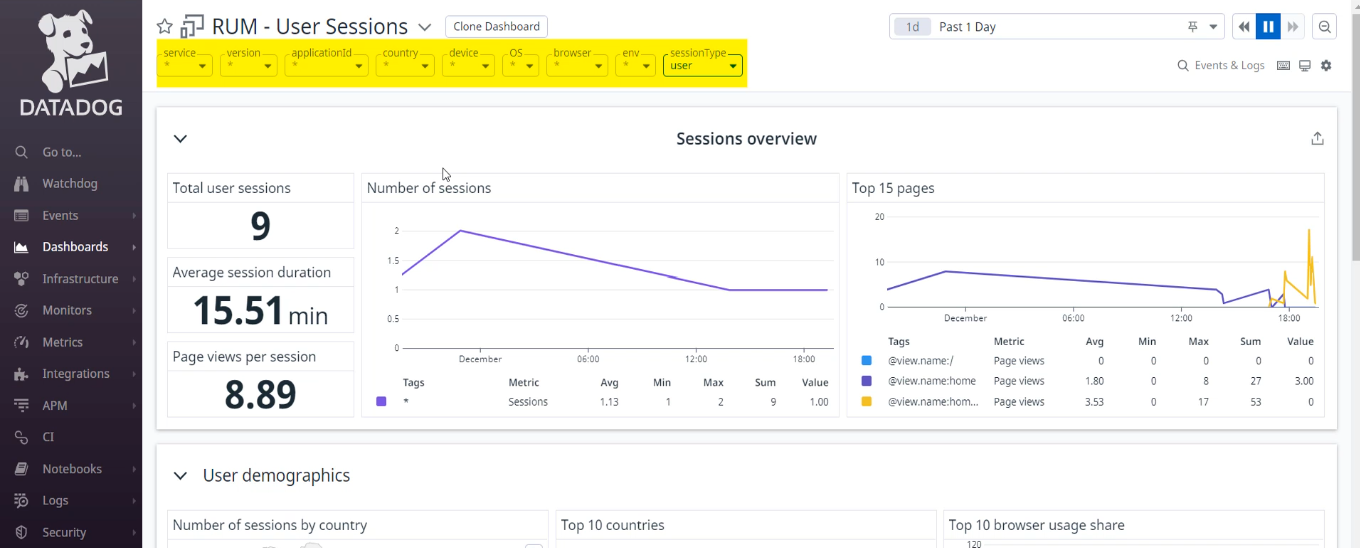 DATADOG
Go to...
Watchdog
Events
Dashboards
Infrastructure
Monitors
Metrics
Integrations
APM
CI
Notebooks
Logs
Security
RUM - User Sessions
Clone Dashboard
1d Past 1 Day
service version applicationId country device OS browser env sessionType
* * * * * * * * user
Events & Logs
Sessions overview
Total user sessions
9
Average session duration
15.51 min
Page views per session
8.89
Number of sessions
2
1.5
1
0.5
0
December 06:00 12:00 18:00
Tags Metric Avg Min Max Sum Value
* Sessions 1.13 1 2 9 1.00
Top 15 pages
20
10
0
December 06:00 12:00 18:00
Tags Metric Avg Min Max Sum Value
@view.name:/ Page views 0 0 0 0 0
@view.name:home Page views 1.80 0 8 27 3.00
@view.name:hom... Page views 3.53 0 17 53 0
User demographics
Number of sessions by country
Top 10 countries
Top 10 browser usage share
120